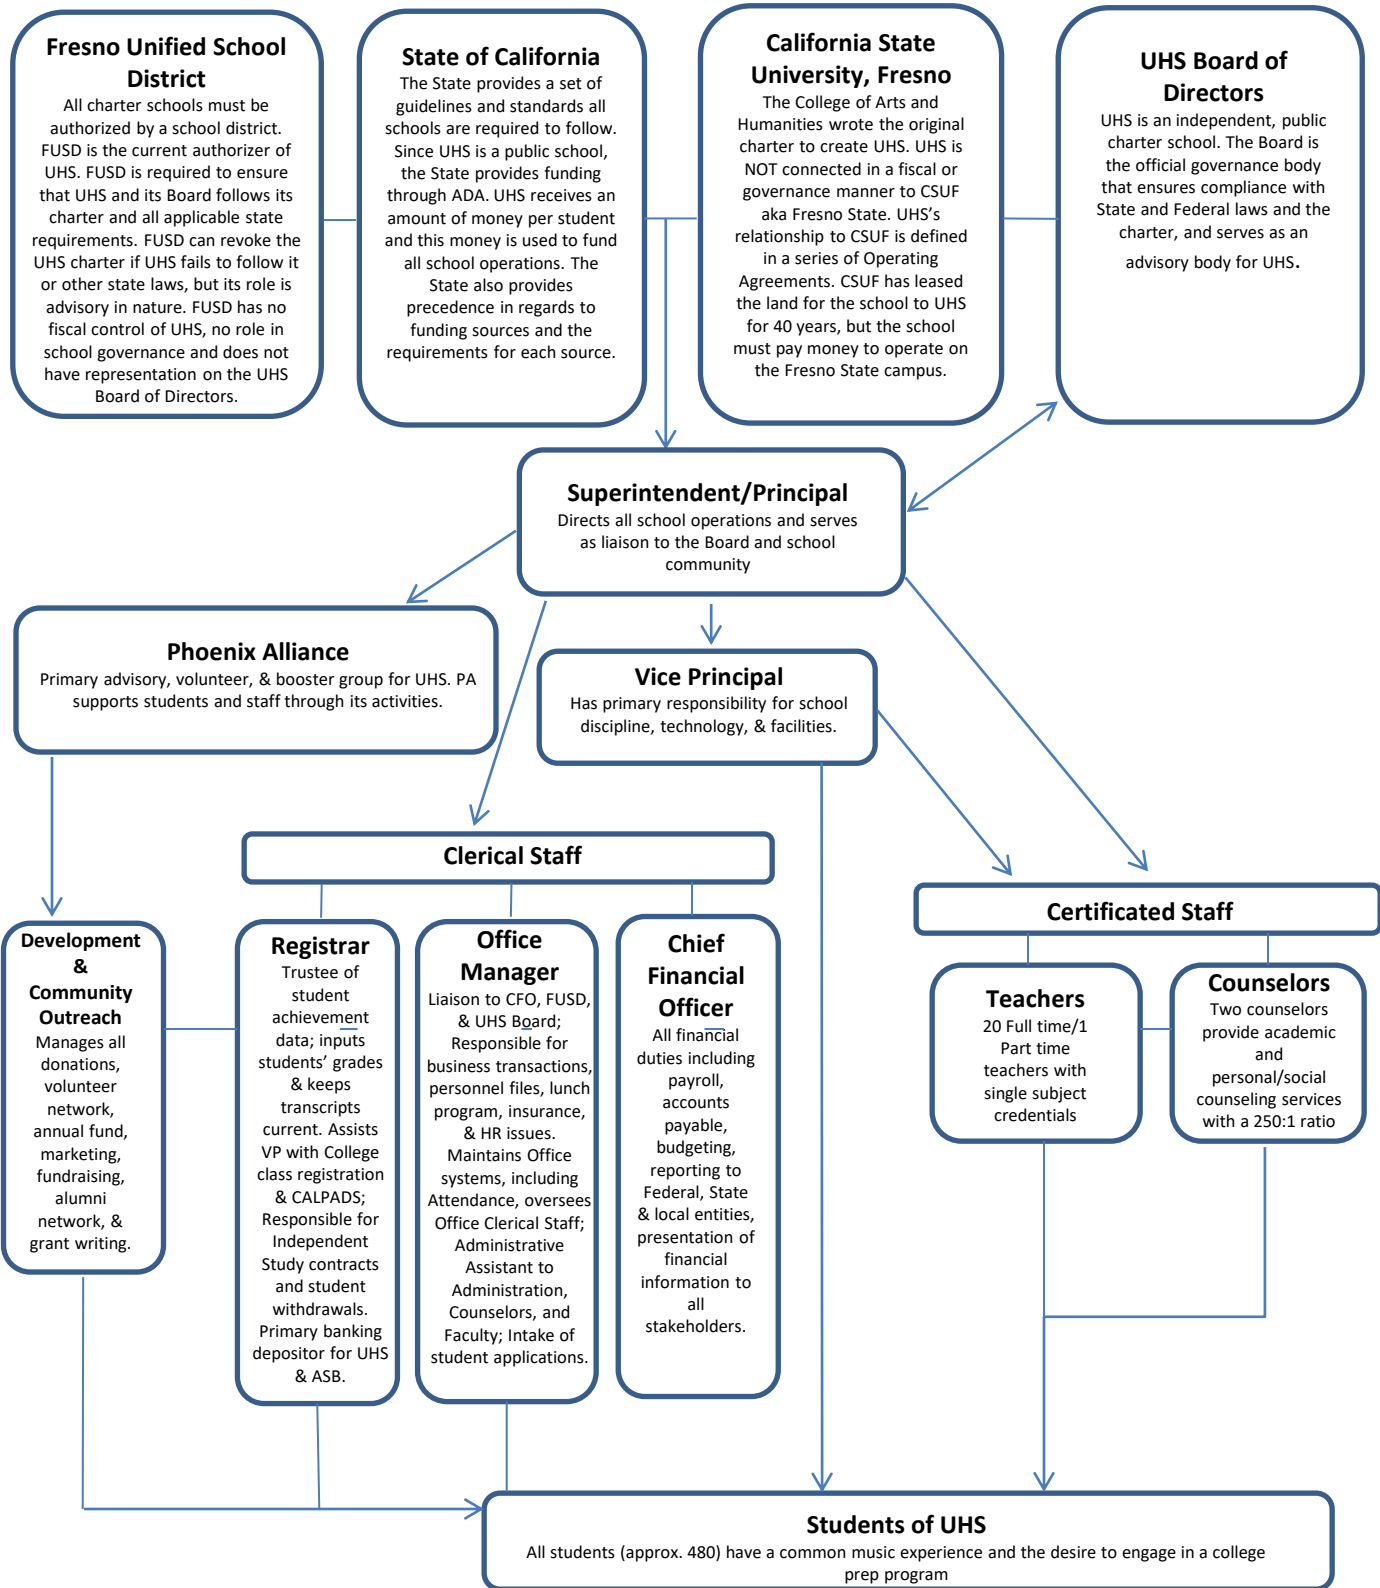 Fresno Unified School
District
All charter schools must be
authorized by a school district.
FUSD is the current authorizer of
UHS. FUSD is required to ensure
that UHS and its Board follows its
charter and all applicable state
requirements. FUSD can revoke the
UHS charter if UHS fails to follow it
or other state laws, but its role is
advisory in nature. FUSD has no
fiscal control of UHS, no role in
school governance and does not
have representation on the UHS
Board of Directors.
State of California
The State provides a set of
guidelines and standards all
schools are required to follow.
Since UHS is a public school,
the State provides funding
through ADA. UHS receives an
amount of money per student
and this money is used to fund
all school operations. The
State also provides
precedence in regards to
funding sources and the
requirements for each source.
California State
University, Fresno
The College of Arts and
Humanities wrote the original
charter to create UHS. UHS is
NOT connected in a fiscal or
governance manner to CSUF
aka Fresno State. UHS’s
relationship to CSUF is defined
in a series of Operating
Agreements. CSUF has leased
the land for the school to UHS
for 40 years, but the school
must pay money to operate on
the Fresno State campus.
UHS Board of
Directors
UHS is an independent, public
charter school. The Board is
the official governance body
that ensures compliance with
State and Federal laws and the
charter, and serves as an
advisory body for UHS.
Superintendent/Principal
Directs all school operations and serves
as liaison to the Board and school
community
Phoenix Alliance
Primary advisory, volunteer, & booster group for UHS. PA
supports students and staff through its activities.
Vice Principal
Has primary responsibility for school
discipline, technology, & facilities.
Clerical Staff
Certificated Staff
Development
&
Community
Outreach
Manages all
donations,
volunteer
network,
annual fund,
marketing,
fundraising,
alumni
network, &
grant writing.
Registrar
Trustee of
student
achievement
data; inputs
students’ grades
& keeps
transcripts
current. Assists
VP with College
class registration
& CALPADS;
Responsible for
Independent
Study contracts
and student
withdrawals.
Primary banking
depositor for UHS
& ASB.
Office
Manager
Liaison to CFO, FUSD,
& UHS Board;
Responsible for
business transactions,
personnel files, lunch
program, insurance,
& HR issues.
Maintains Office
systems, including
Attendance, oversees
Office Clerical Staff;
Administrative
Assistant to
Administration,
Counselors, and
Faculty; Intake of
student applications.
Chief
Financial
Officer
All financial
duties including
payroll,
accounts
payable,
budgeting,
reporting to
Federal, State
& local entities,
presentation of
financial
information to
all
stakeholders.
Teachers
20 Full time/1
Part time
teachers with
single subject
credentials
Counselors
Two counselors
provide academic
and
personal/social
counseling services
with a 250:1 ratio
Students of UHS
All students (approx. 480) have a common music experience and the desire to engage in a college
prep program